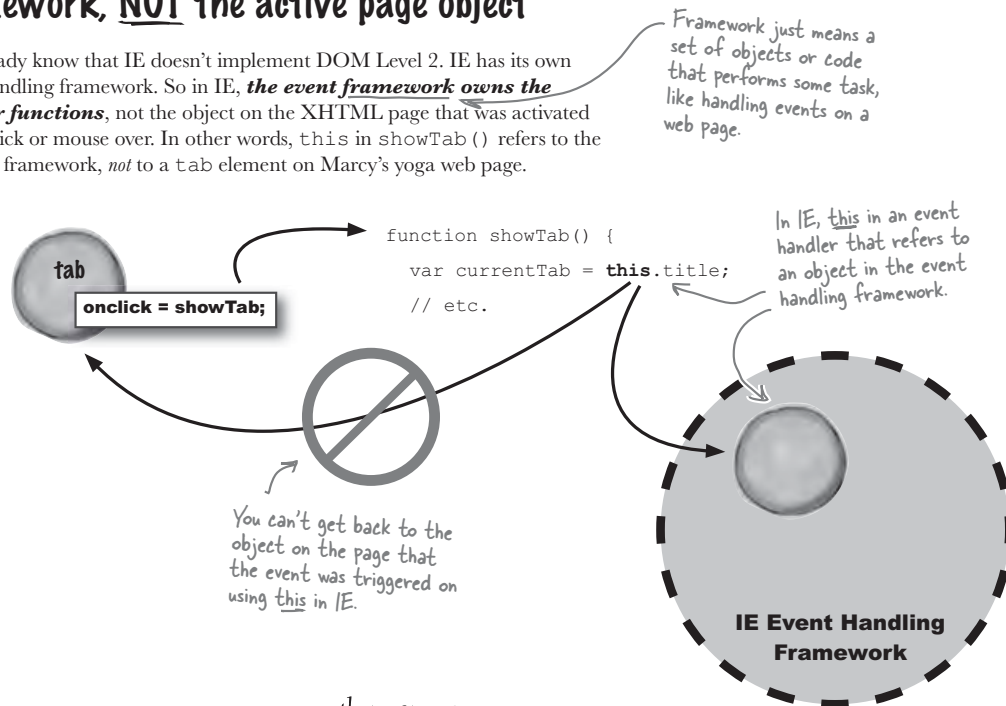 ework, NOT the active page object
ady know that IE doesn't implement DOM Level 2. IE has its own
ndling framework. So in IE, the event framework owns the
r functions, not the object on the XHTML page that was activated
ick or mouse over. In other words, this in showTab() refers to the
framework, not to a tab element on Marcy's yoga web page.
Framework just means a
set of objects or code
that performs some task,
like handling events on a
web page.
tab
onclick = showTab;
function showTab() {
var currentTab = this.title;
// etc.
In IE, this in an event
handler that refers to
an object in the event
handling framework.
You can't get back to the
object on the page that
the event was triggered on
using this in IE.
IE Event Handling
Framework